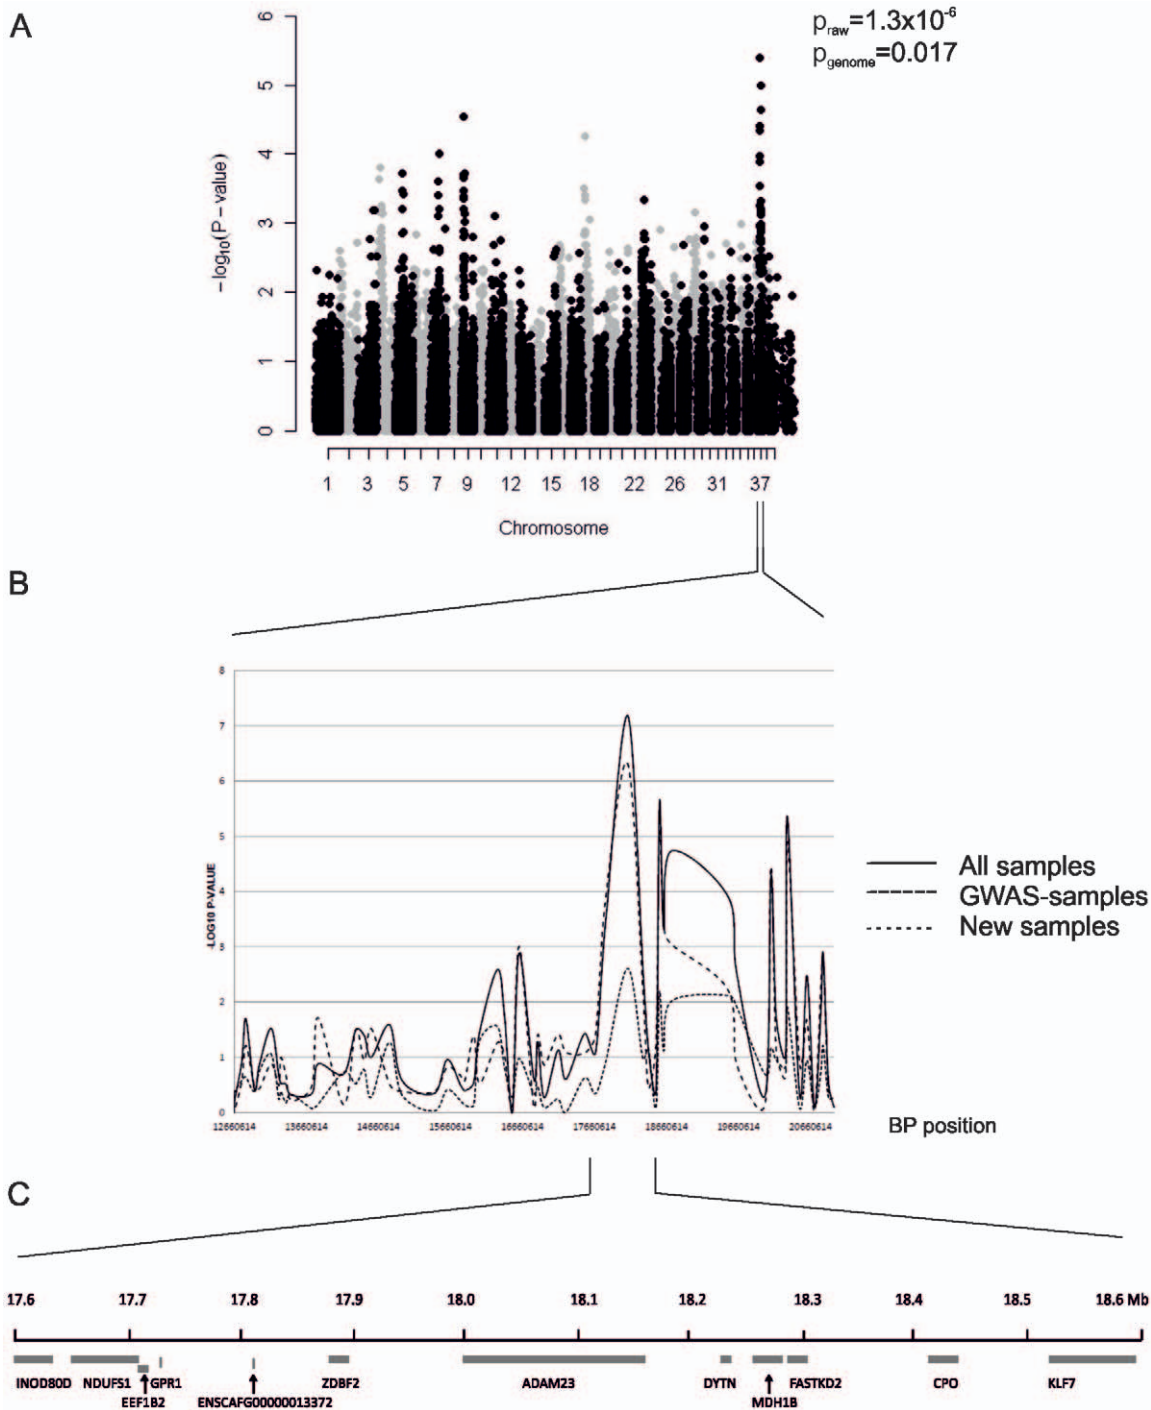 A
p_raw=1.3x10^-6
p_genome=0.017
6
5
4
3
2
1
0
-log10(P-value)
1 3 5 7 9 12 15 18 22 26 31 37
Chromosome
B
8
7
6
5
4
3
2
1
0
-LOG10 P-VALUE
12660614 13660614 14660614 15660614 16660614 17660614 18660614 19660614 20660614
BP position
All samples
GWAS-samples
New samples
C
17.6 17.7 17.8 17.9 18.0 18.1 18.2 18.3 18.4 18.5 18.6 Mb
INOD80D NDUFS1 GPR1 ZDBF2 ADAM23 DYTN FASTKD2 CPO KLF7
EEF1B2 ENSCAFG00000013372 MDH1B